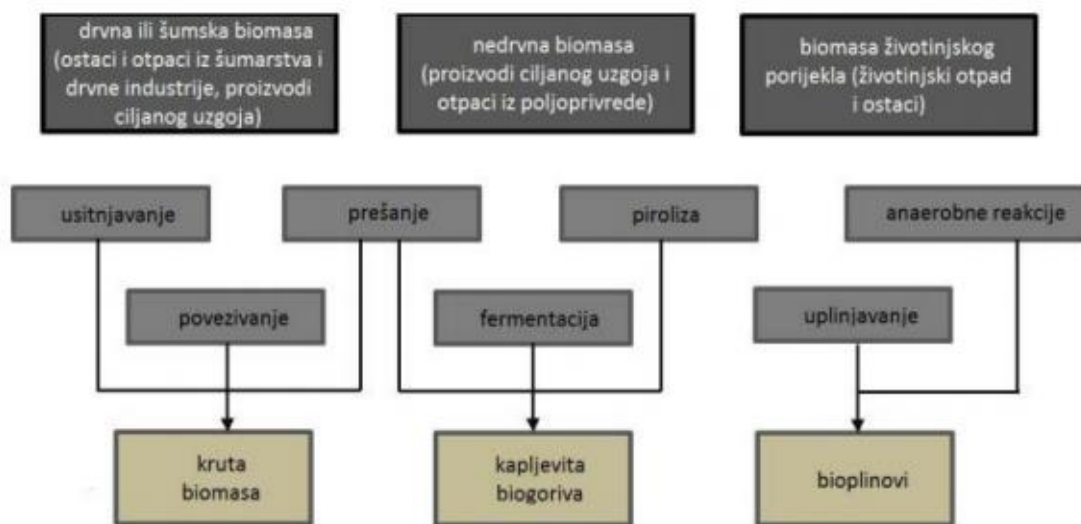 drvna ili šumska biomasa
(ostaci i otpaci iz šumarstva i
drvne industrije, proizvodi
ciljanog uzgoja)
nedrvna biomasa
(proizvodi ciljanog uzgoja i
otpaci iz poljoprivrede)
biomasa životinjskog
porijekla (životinjski otpad
i ostaci)
usitnjavanje
prešanje
piroliza
anaerobne reakcije
povezivanje
fermentacija
uplinjavanje
kruta
biomasa
kapljevita
biogoriva
bioplinovi